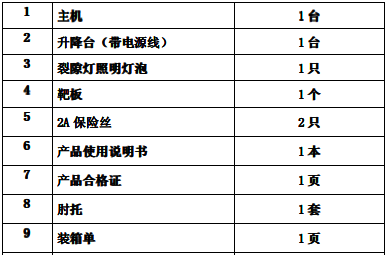 1 主机 1 台
2 升降台（带电源线） 1 台
3 裂隙灯照明灯泡 1 只
4 靶板 1 个
5 2A 保险丝 2 只
6 产品使用说明书 1 本
7 产品合格证 1 页
8 肘托 1 套
9 装箱单 1 页